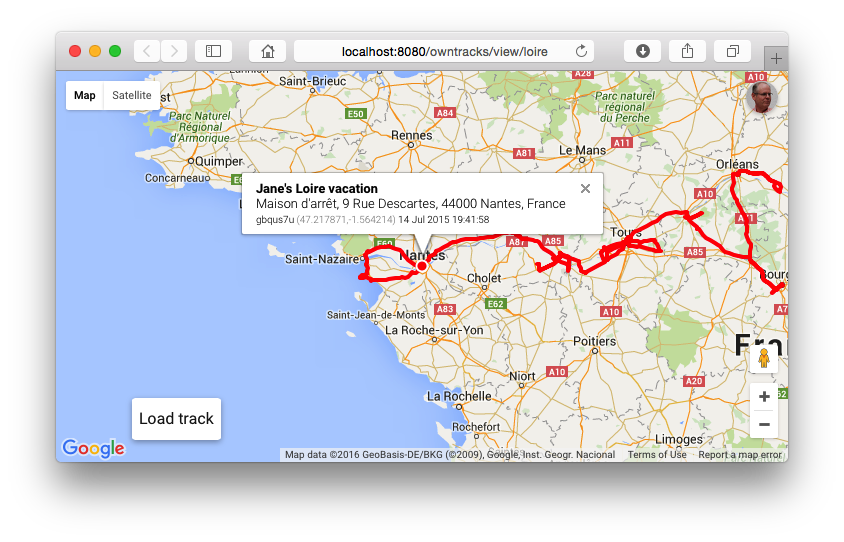 localhost:8080/owntracks/view/loire
Map
Satellite
Saint-Brieuc
A28
A10
Parc Naturel
Régional
d'Armorique
E50
A84
Parc naturel
régional
du Perche
Rennes
Le Mans
A11
A81
Orléans
Quimper
Concarneau
Jane's Loire vacation
Maison d'arrêt, 9 Rue Descartes, 44000 Nantes, France
gbqus7u (47.217871,-1.564214) 14 Jul 2015 19:41:58
A71
Tours
E60
A87
A85
A85
Saint-Nazaire
Nantes
Cholet
E62
A10
Saint-Jean-de-Monts
A83
La Roche-sur-Yon
Poitiers
Niort
A10
A20
La Rochelle
Rochefort
Limoges
Load track
Google
Map data ©2016 GeoBasis-DE/BKG (©2009), Google, Inst. Geogr. Nacional
Terms of Use
Report a map error